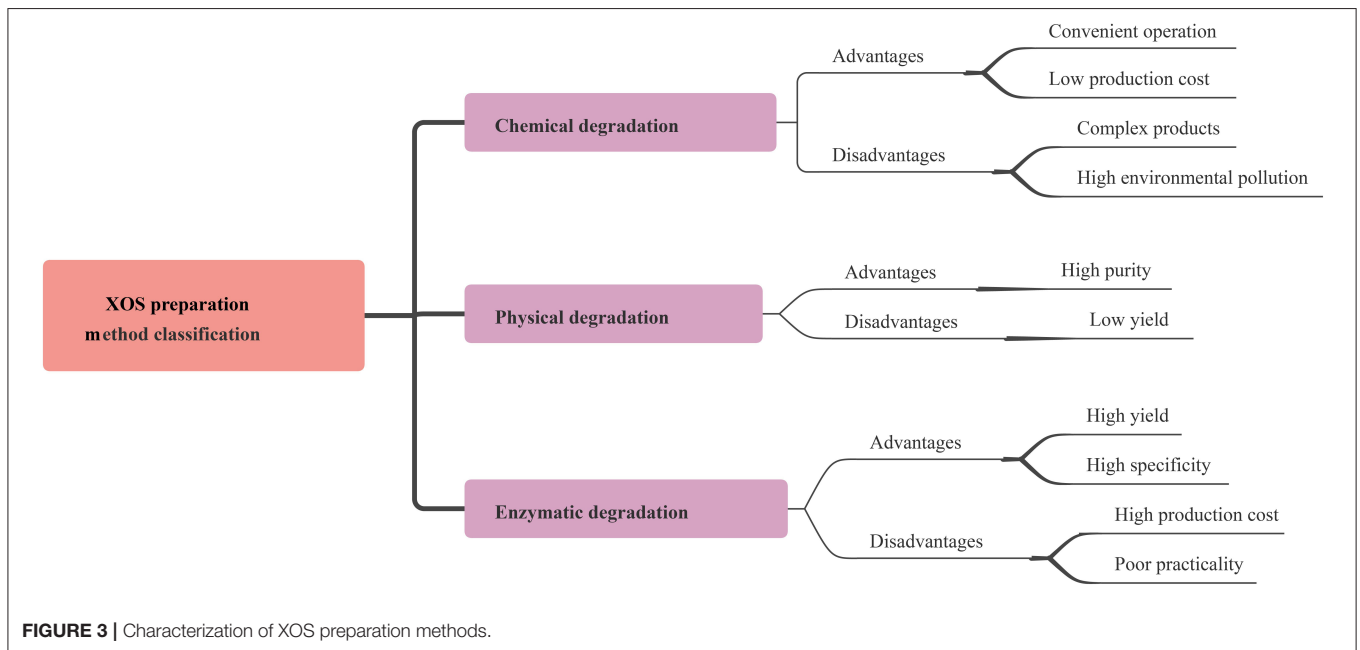 XOS preparation
method classification
Chemical degradation
Advantages
Convenient operation
Low production cost
Disadvantages
Complex products
High environmental pollution
Physical degradation
Advantages
High purity
Disadvantages
Low yield
Enzymatic degradation
Advantages
High yield
High specificity
Disadvantages
High production cost
Poor practicality
FIGURE 3 | Characterization of XOS preparation methods.